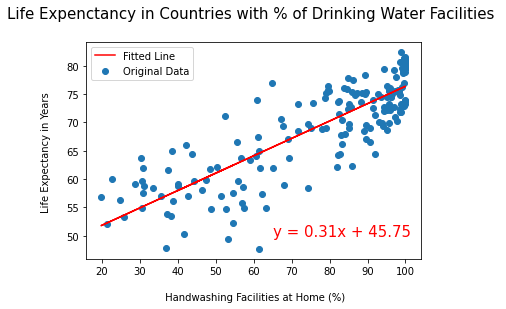 Life Expenctancy in Countries with % of Drinking Water Facilities
Fitted Line
Original Data
80
75
70
65
60
55
50
Life Expectancy in Years
y = 0.31x + 45.75
20 30 40 50 60 70 80 90 100
Handwashing Facilities at Home (%)